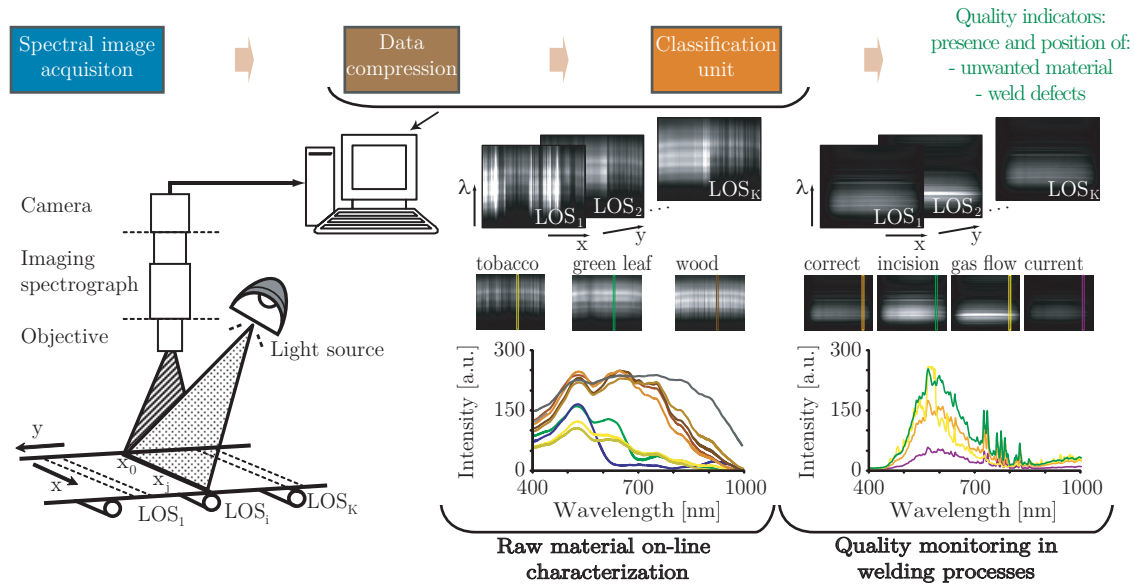 Spectral image
acquisiton
Data
compression
Classification
unit
Quality indicators:
presence and position of:
- unwanted material
- weld defects
Camera
Imaging
spectrograph
Objective
Light source
y
x
x0
xj
LOS1
LOSi
LOSK
λ
LOS1
LOS2
...
LOSK
x
y
λ
LOS1
...
LOSK
x
y
tobacco
green leaf
wood
correct
incision
gas flow
current
Intensity [a.u.]
300
150
0
400
700
1000
Wavelength [nm]
Intensity [a.u.]
300
150
0
400
700
1000
Wavelength [nm]
Raw material on-line
characterization
Quality monitoring in
welding processes